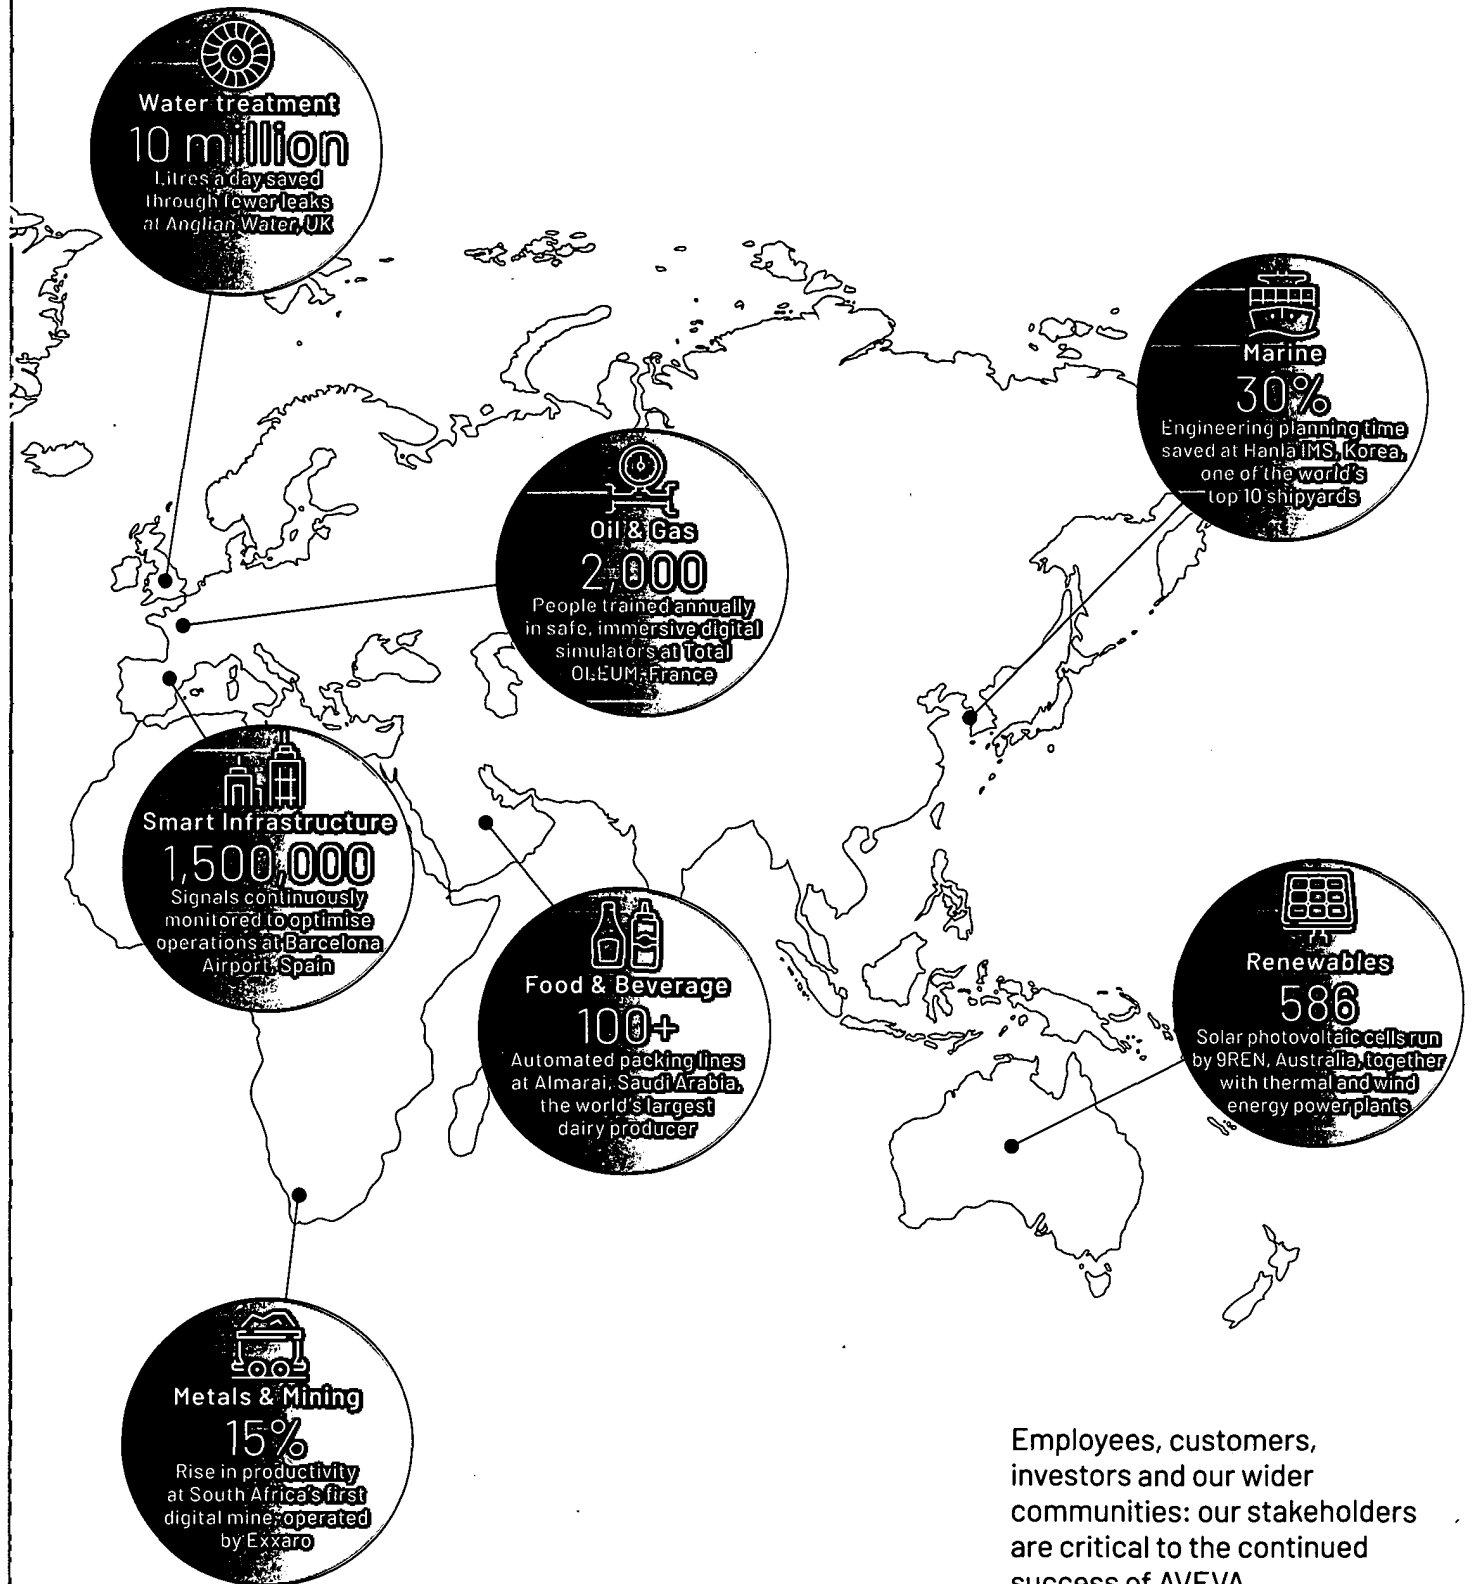 Water treatment
10 million
Litres a day saved
through fewer leaks
at Anglian Water, UK
Marine
30%
Engineering planning time
saved at Hanla IMS, Korea,
one of the world's
top 10 shipyards
Oil & Gas
2,000
People trained annually
in safe, immersive digital
simulators at Total
OLEUM, France
Smart Infrastructure
1,500,000
Signals continuously
monitored to optimise
operations at Barcelona
Airport, Spain
Food & Beverage
100+
Automated packing lines
at Almarai, Saudi Arabia,
the world's largest
dairy producer
Renewables
586
Solar photovoltaic cells run
by 9REN, Australia, together
with thermal and wind
energy power plants
Metals & Mining
15%
Rise in productivity
at South Africa's first
digital mine, operated
by Exxaro
Employees, customers,
investors and our wider
communities: our stakeholders
are critical to the continued
success of AVEVA